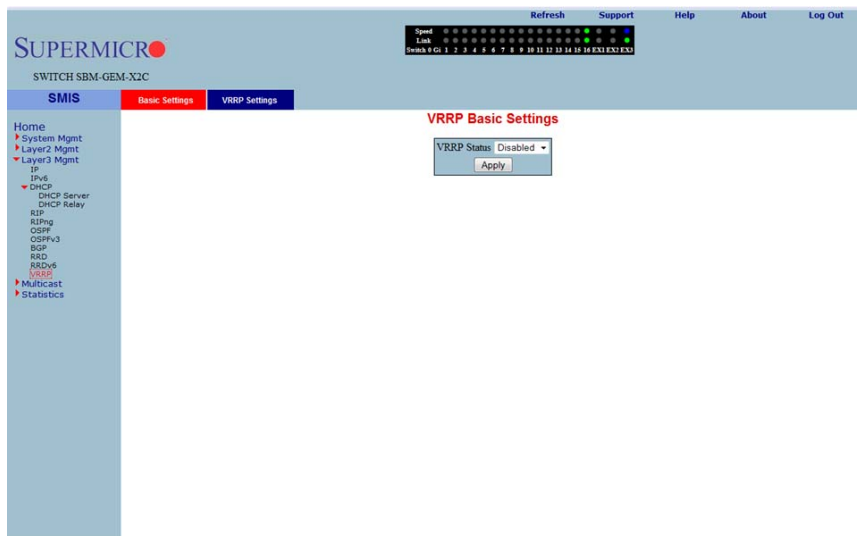 Refresh Support Help About Log Out
SUPERMICRO
SWITCH SBM-GEM-X2C
Speed
Link
Switch 0 Gi 1 2 3 4 5 6 7 8 9 10 11 12 13 14 15 16 EX1 EX2 EX3
SMIS
Basic Settings
VRRP Settings
Home
System Mgmt
Layer2 Mgmt
Layer3 Mgmt
IP
IPv6
DHCP
DHCP Server
DHCP Relay
RIP
RIPng
OSPF
OSPFv3
BGP
RRD
RRDv6
VRRP
Multicast
Statistics
VRRP Basic Settings
VRRP Status Disabled
Apply